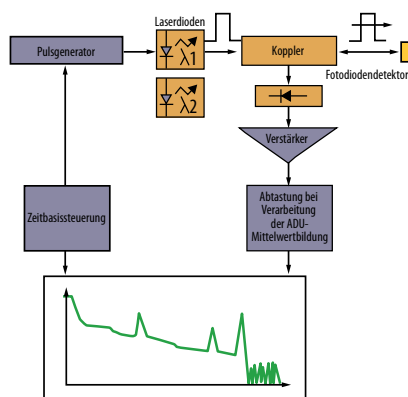 Laserdioden
Pulsgenerator
λ1
Koppler
λ2
Fotodiodendetektor
Verstärker
Zeitbasissteuerung
Abtastung bei
Verarbeitung
der ADU-
Mittelwertbildung